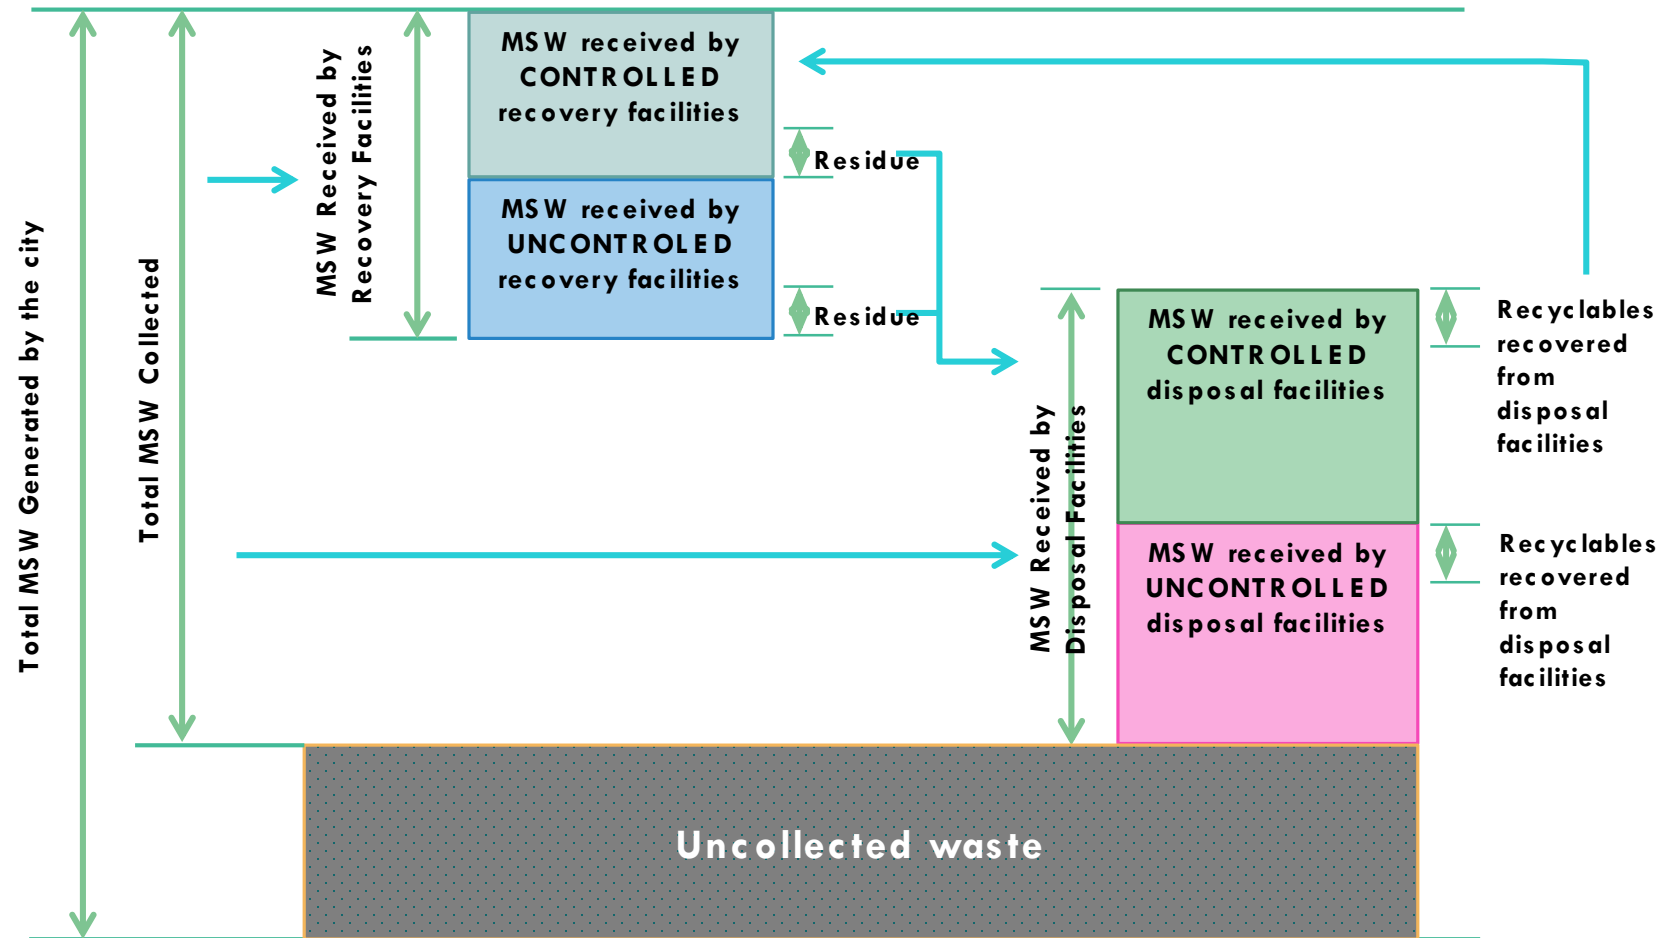 Total MSW Generated by the city
Total MSW Collected
MSW Received by
Recovery Facilities
MSW received by
CONTROLLED
recovery facilities
Residue
MSW received by
UNCONTROLED
recovery facilities
Residue
MSW Received by
Disposal Facilities
MSW received by
CONTROLLED
disposal facilities
Recyclables
recovered
from
disposal
facilities
MSW received by
UNCONTROLLED
disposal facilities
Recyclables
recovered
from
disposal
facilities
Uncollected waste